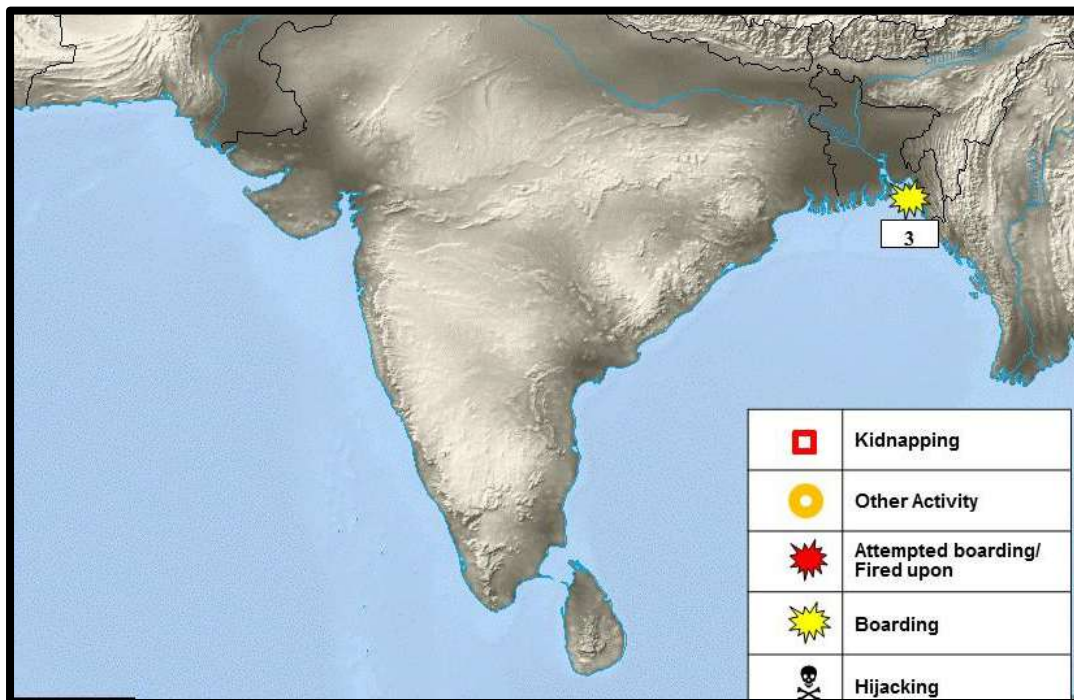 3
Kidnapping
Other Activity
Attempted boarding/
Fired upon
Boarding
Hijacking